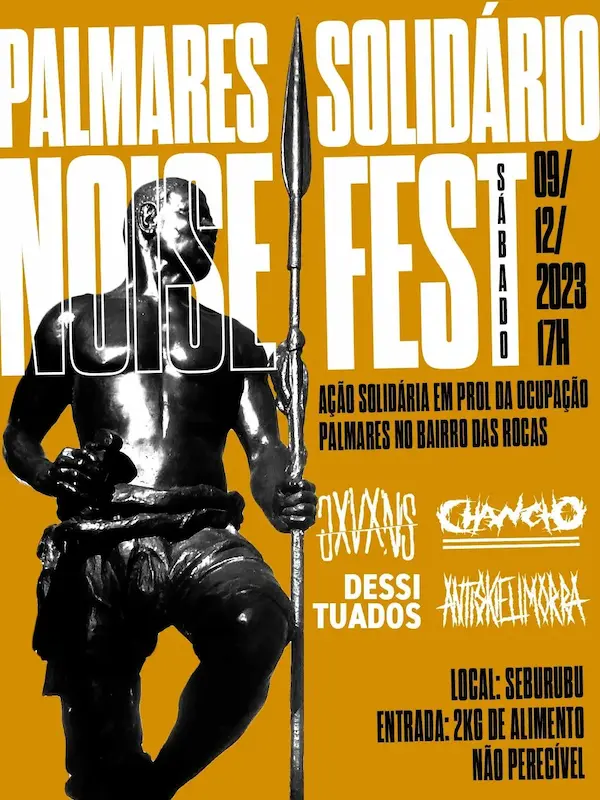 PALMARES SOLIDÁRIO
NOISE FEST
SÁBADO
09/
12/
2023
17H
AÇÃO SOLIDÁRIA EM PROL DA OCUPAÇÃO
PALMARES NO BAIRRO DAS ROCAS
CHANCHO
DESSI
TUADOS
LOCAL: SEBURUBU
ENTRADA: 2KG DE ALIMENTO
NÃO PERECÍVEL